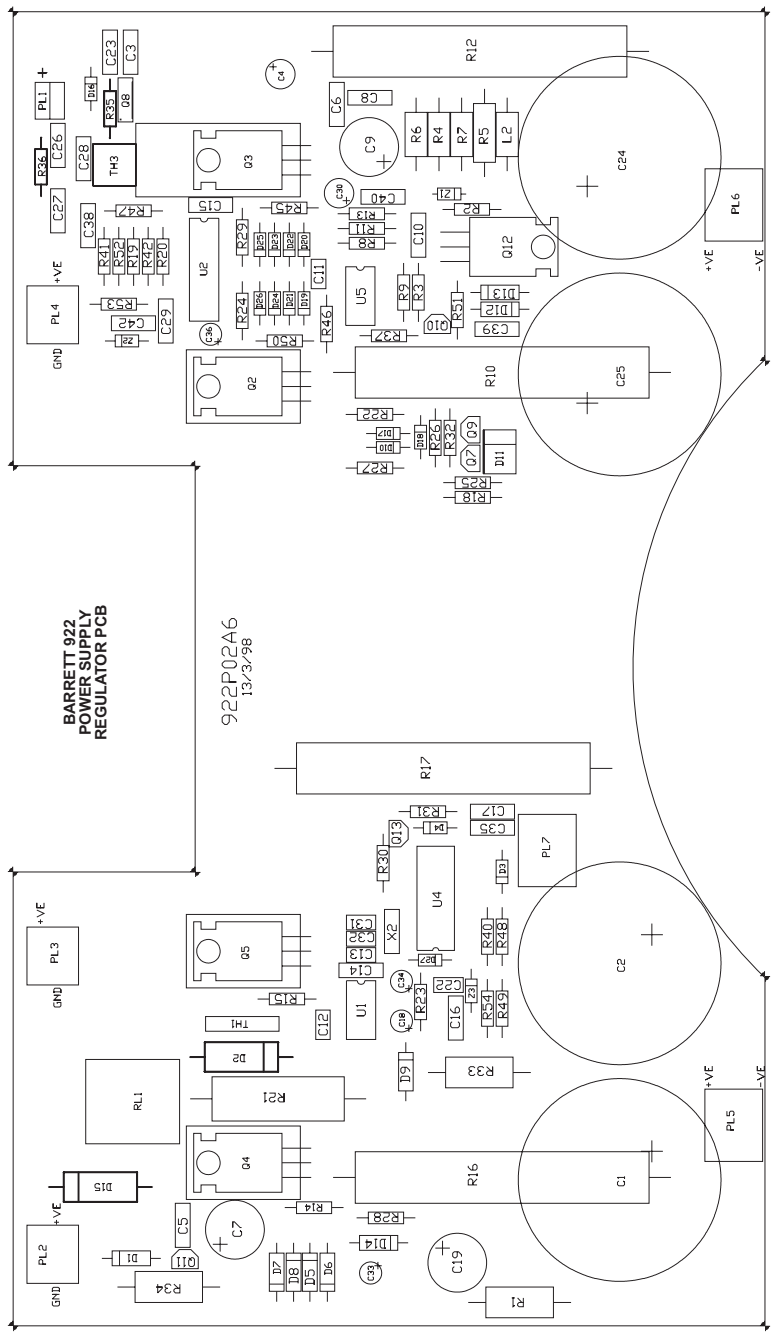 R12
C23
C3
C4
PL1
+
D16
R35
Q8
C6
C8
R6
R4
R7
R5
L2
C24
R36
C26
C28
TH3
Q3
C9
C30
C40
Z1
R2
PL6
+VE
-VE
C27
C38
R47
C15
R45
R13
R11
R8
C10
Q12
R41
R52
R19
R42
R20
U2
R29
D25
D23
D22
D20
C11
U5
R9
R3
R51
D13
D12
C39
+VE
PL4
GND
R53
C42
Z2
C29
C36
R24
D26
D24
D21
D19
R46
R50
R37
Q10
Q2
R10
C25
R22
D17
D10
R27
D18
R26
R32
Q9
Q7
D11
R25
R18
BARRETT 922
POWER SUPPLY
REGULATOR PCB
922P02A6
13/3/98
R17
R31
Q13
D4
C17
C35
PL7
R30
U4
D3
+VE
PL3
GND
Q5
C31
C32
C13
C14
X2
D27
R40
R48
C2
R15
U1
C34
C18
R23
C22
Z3
C16
R54
R49
TH1
C12
D2
D9
R33
RL1
R21
+VE
PL5
-VE
D15
Q4
R16
C1
+VE
PL2
GND
C5
C7
R14
R28
D1
Q11
R34
D7
D8
D5
D6
D14
C33
C19
R1